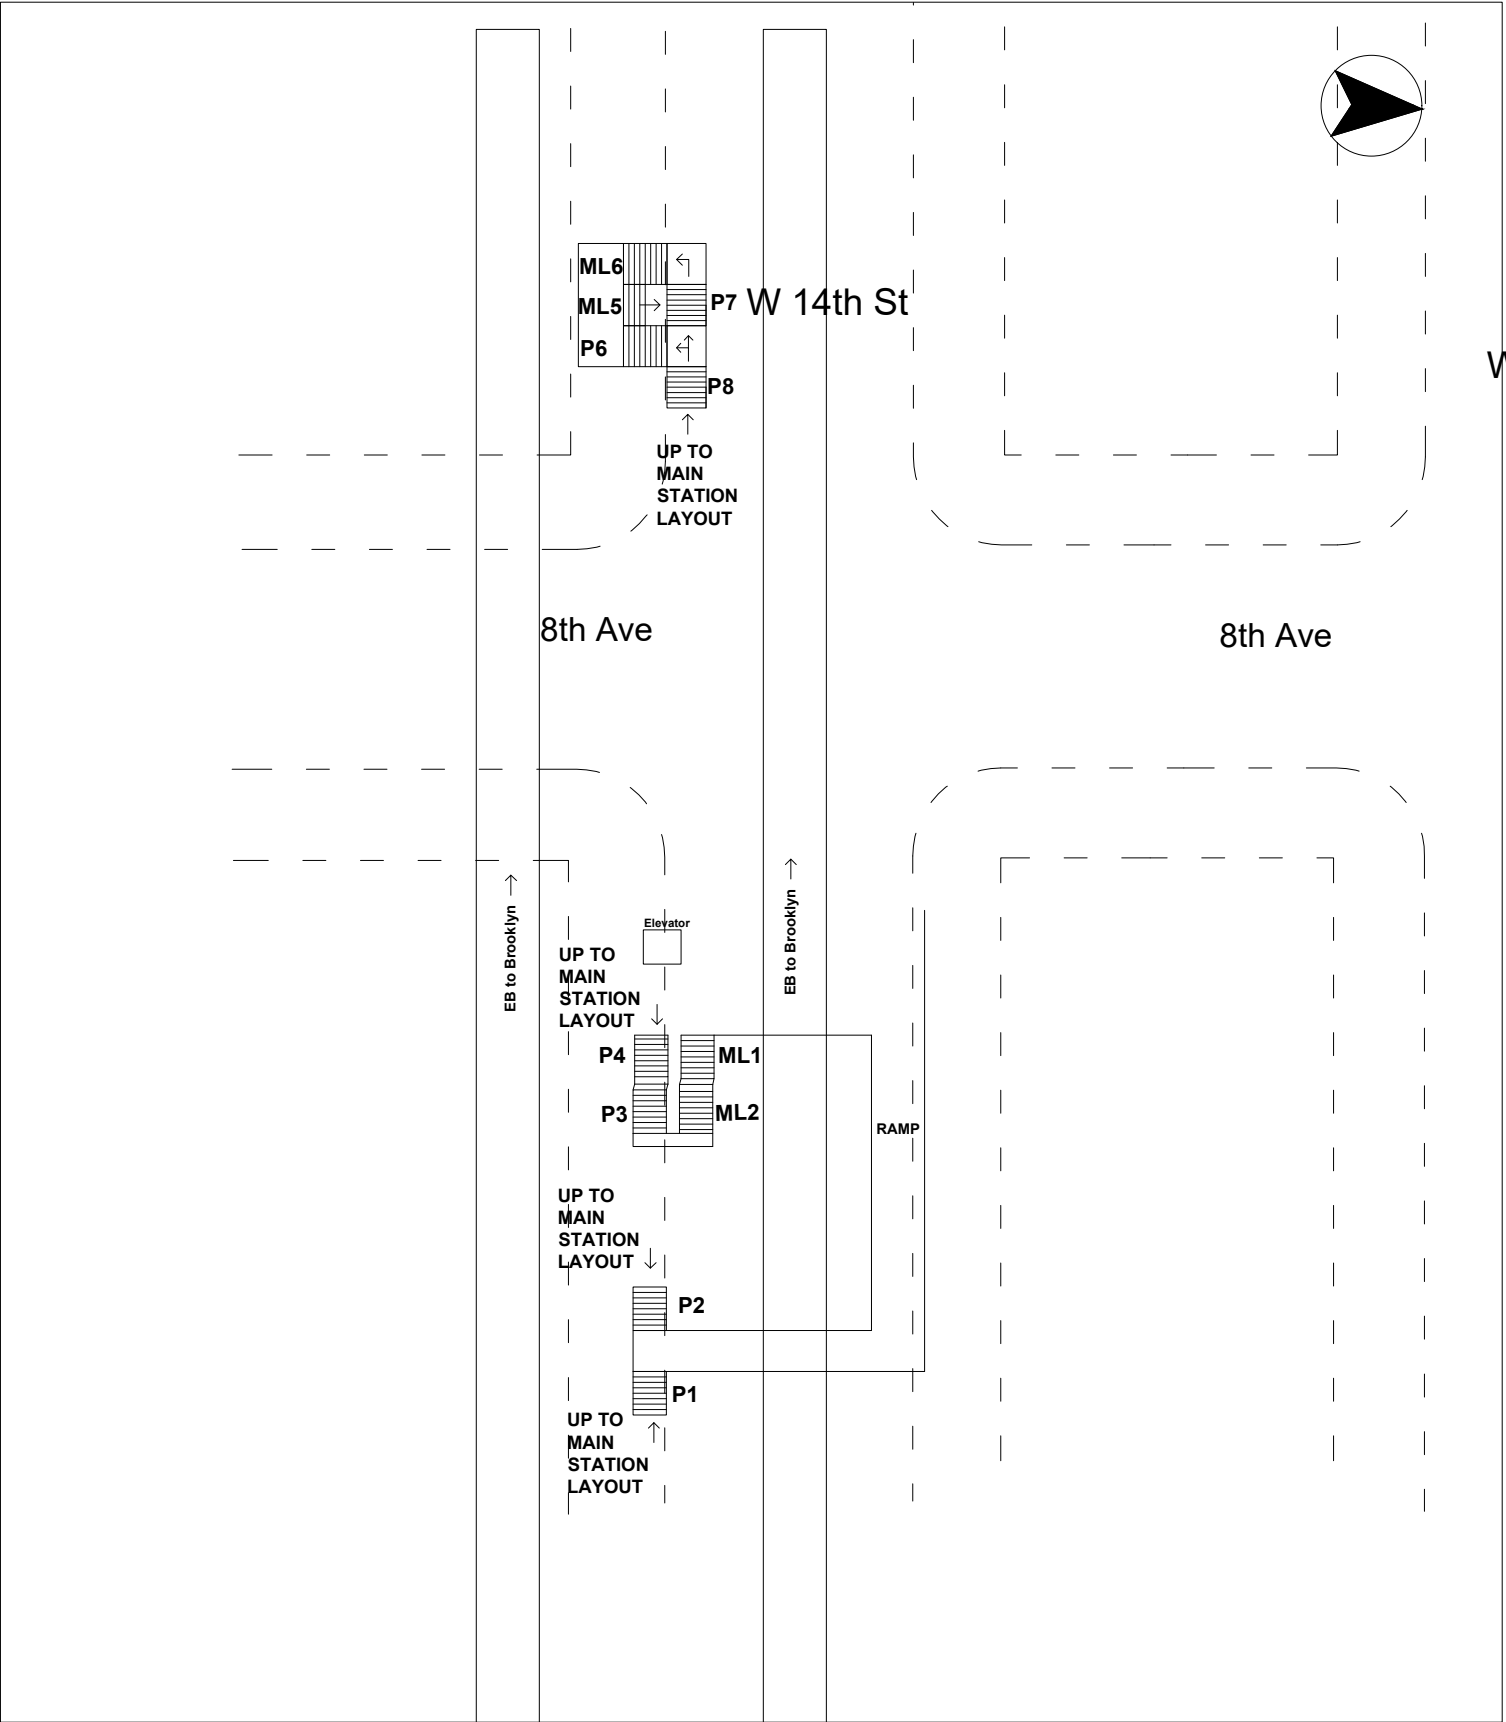 ML6
ML5
P7
W 14th St
P6
W
P8
UP TO
MAIN
STATION
LAYOUT
8th Ave
8th Ave
EB to Brooklyn
EB to Brooklyn
Elevator
UP TO
MAIN
STATION
LAYOUT
P4
ML1
P3
ML2
RAMP
UP TO
MAIN
STATION
LAYOUT
P2
P1
UP TO
MAIN
STATION
LAYOUT